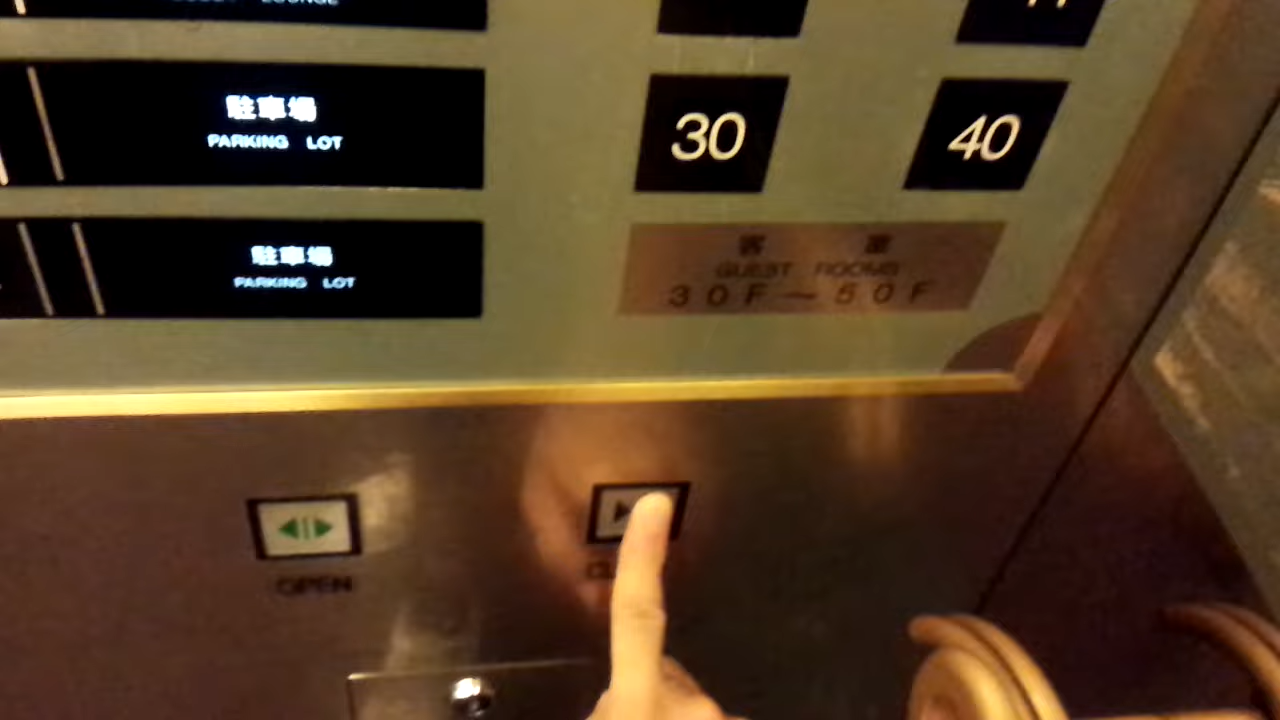 LOUNGE
駐車場
PARKING LOT
30
40
駐車場
PARKING LOT
客室
GUEST ROOMS
30F～50F
OPEN